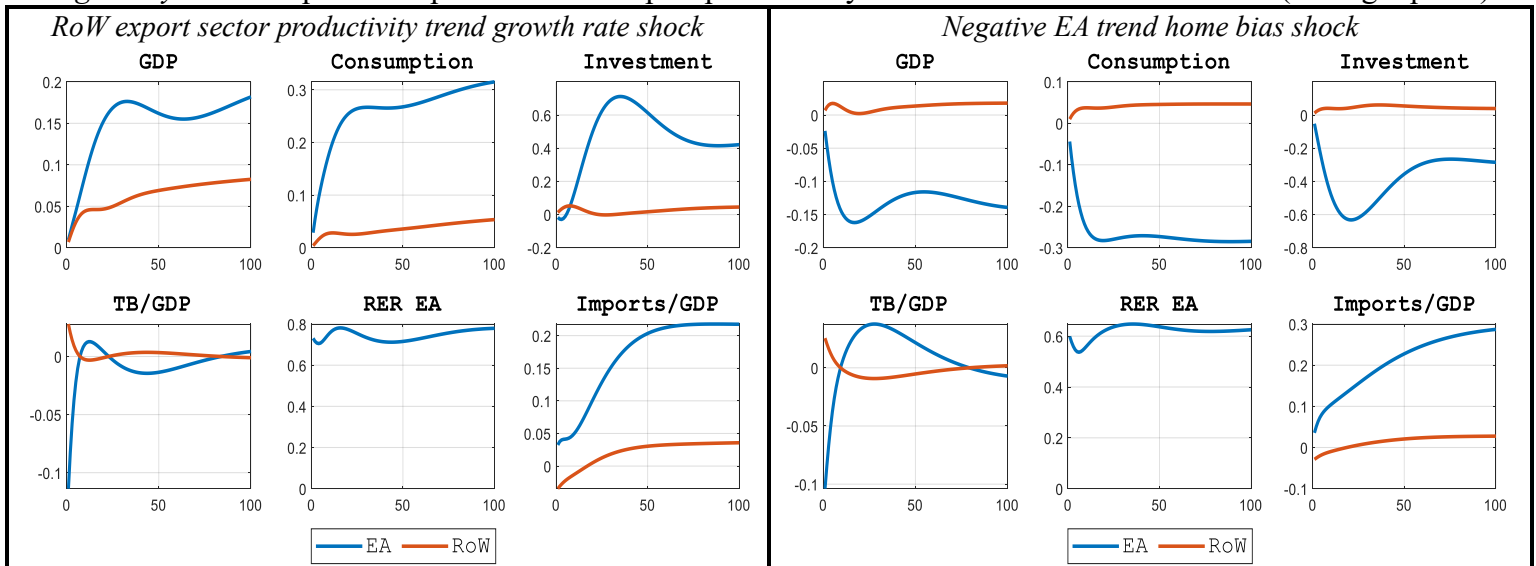 RoW export sector productivity trend growth rate shock
GDP
0.2
0.15
0.1
0.05
0
0 50 100
Consumption
0.3
0.2
0.1
0
0 50 100
Investment
0.6
0.4
0.2
0
-0.2
0 50 100
TB/GDP
0
-0.05
-0.1
0 50 100
RER EA
0.8
0.6
0.4
0.2
0
0 50 100
Imports/GDP
0.2
0.15
0.1
0.05
0
0 50 100
EA RoW
Negative EA trend home bias shock
GDP
0
-0.05
-0.1
-0.15
-0.2
0 50 100
Consumption
0.1
0
-0.1
-0.2
-0.3
0 50 100
Investment
0
-0.2
-0.4
-0.6
-0.8
0 50 100
TB/GDP
0
-0.05
-0.1
0 50 100
RER EA
0.6
0.4
0.2
0
0 50 100
Imports/GDP
0.3
0.2
0.1
0
-0.1
0 50 100
EA RoW